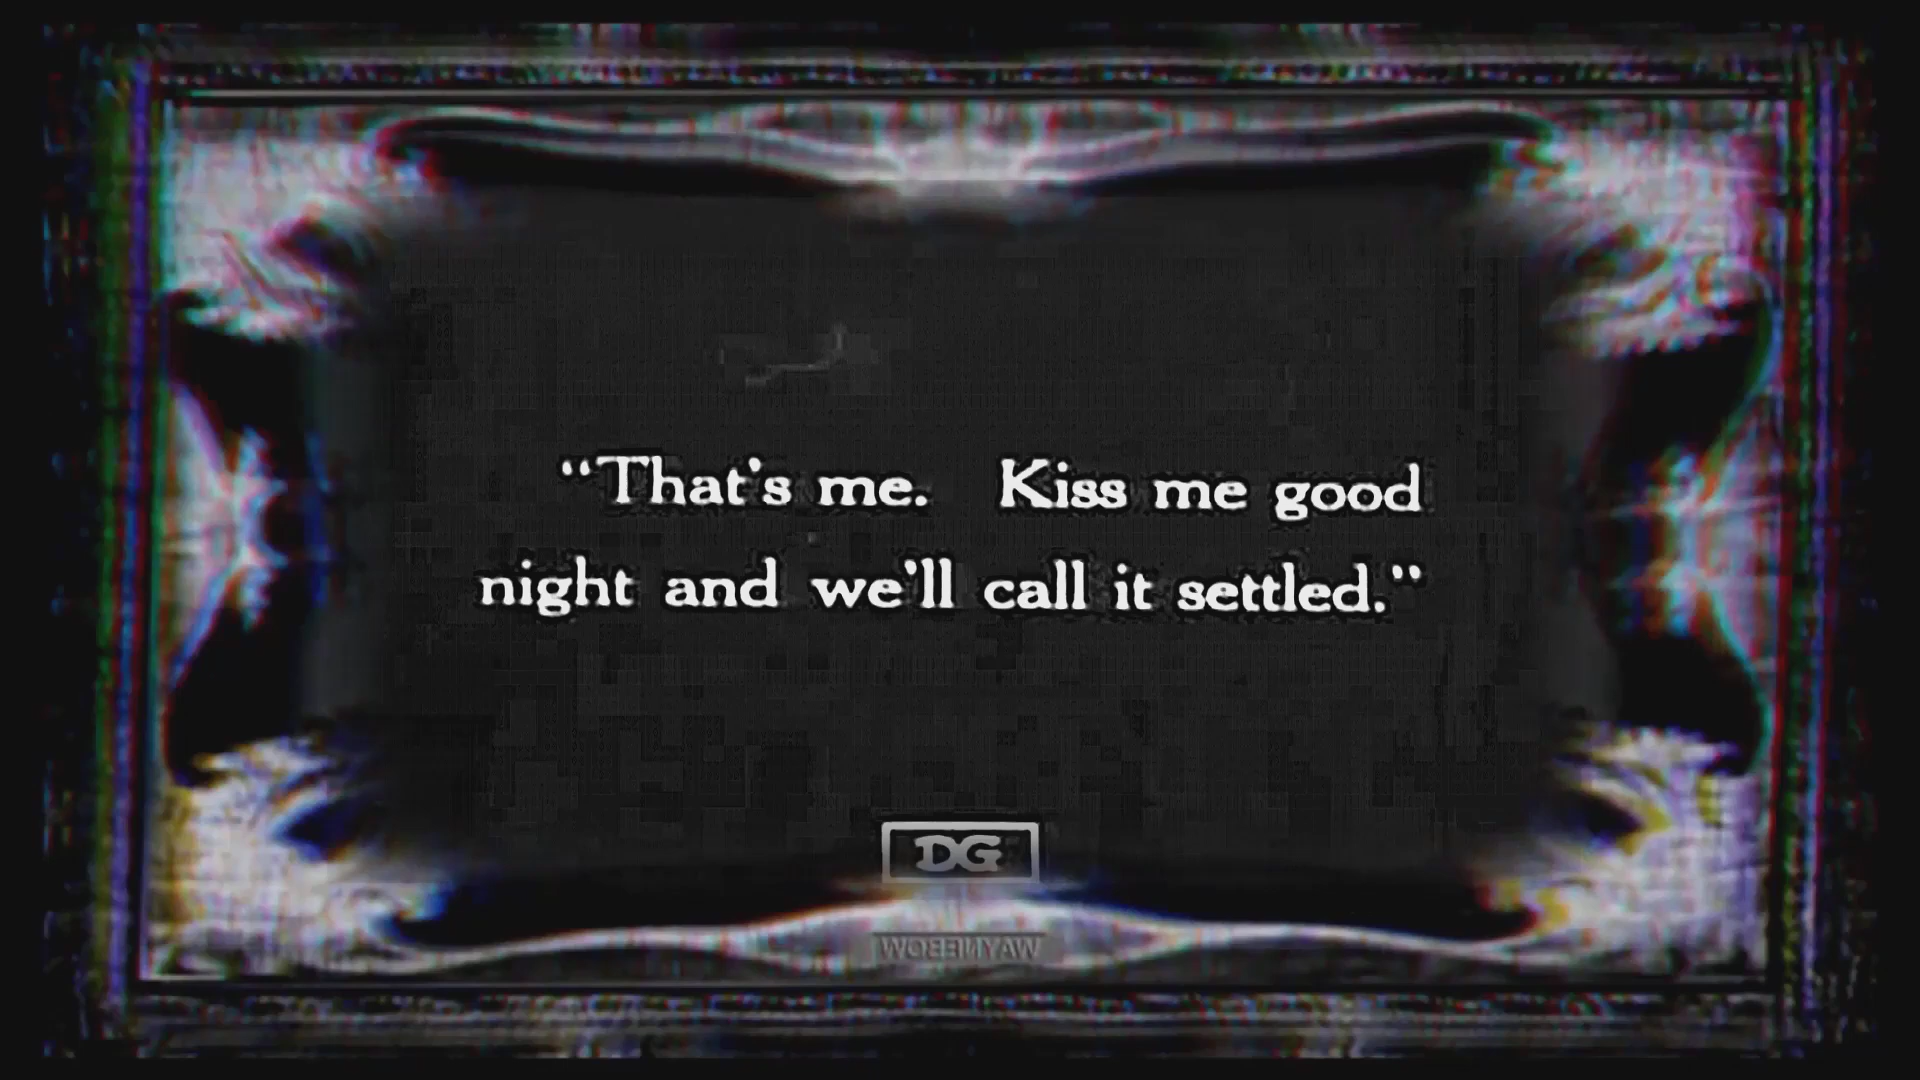 “That's me. Kiss me good
night and we'll call it settled.”
DG